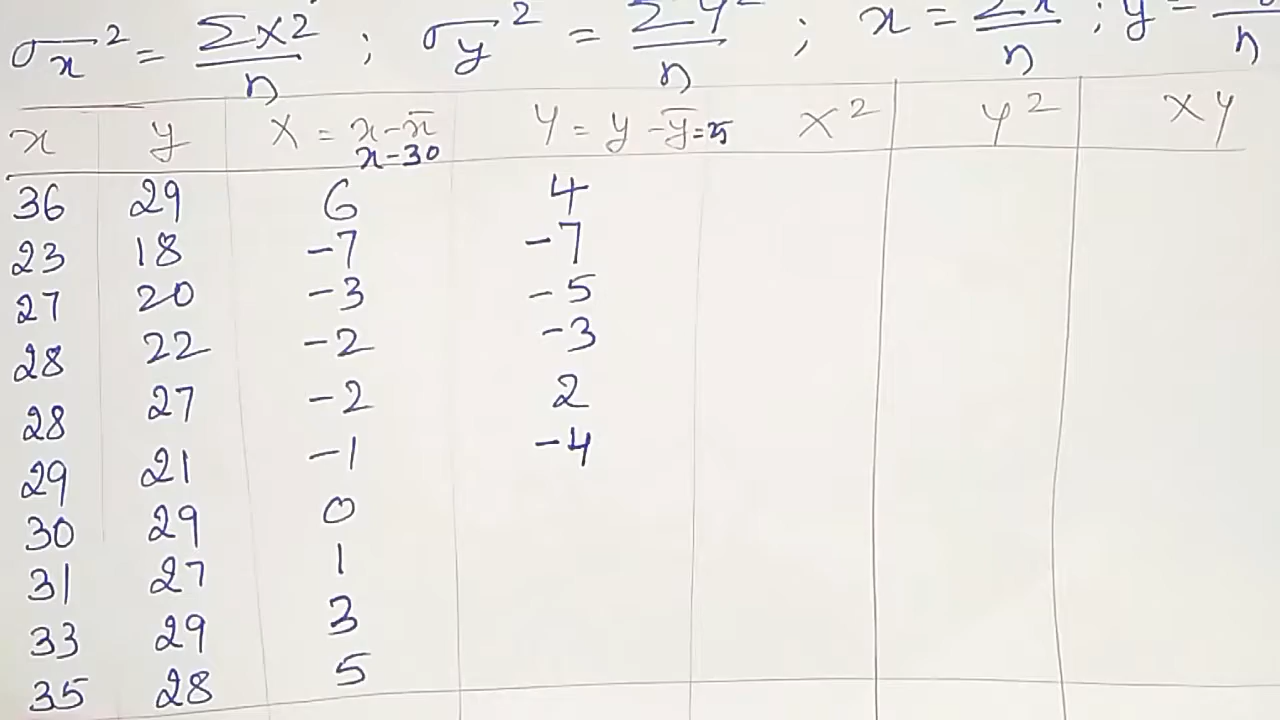 σx² = ΣX² / n ; σy² = ΣY² / n ; x = Σx / n ; y = / n
x y X = x - x̄ Y = y - ȳ = 25 X² Y² XY
x - 30
36 29 6 4
23 18 -7 -7
27 20 -3 -5
28 22 -2 -3
28 27 -2 2
29 21 -1 -4
30 29 0
31 27 1
33 29 3
35 28 5